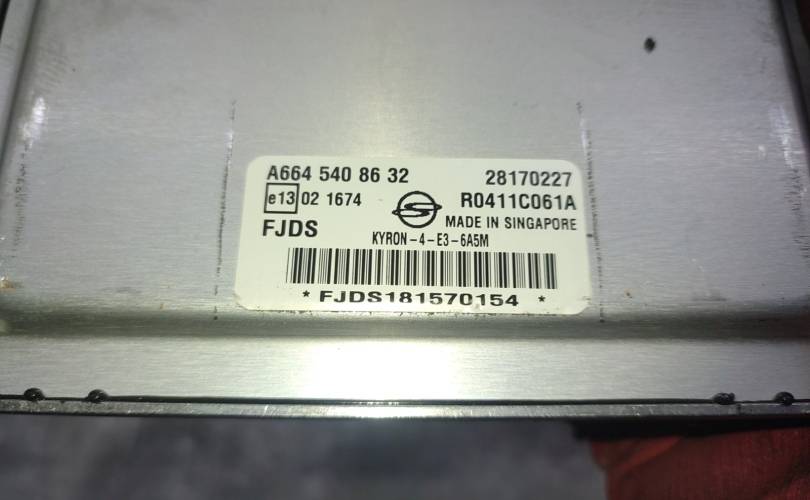 A664 540 86 32 28170227
e13 02 1674 R0411C061A
MADE IN SINGAPORE
FJDS KYRON-4-E3-6A5M
*FJDS181570154 *